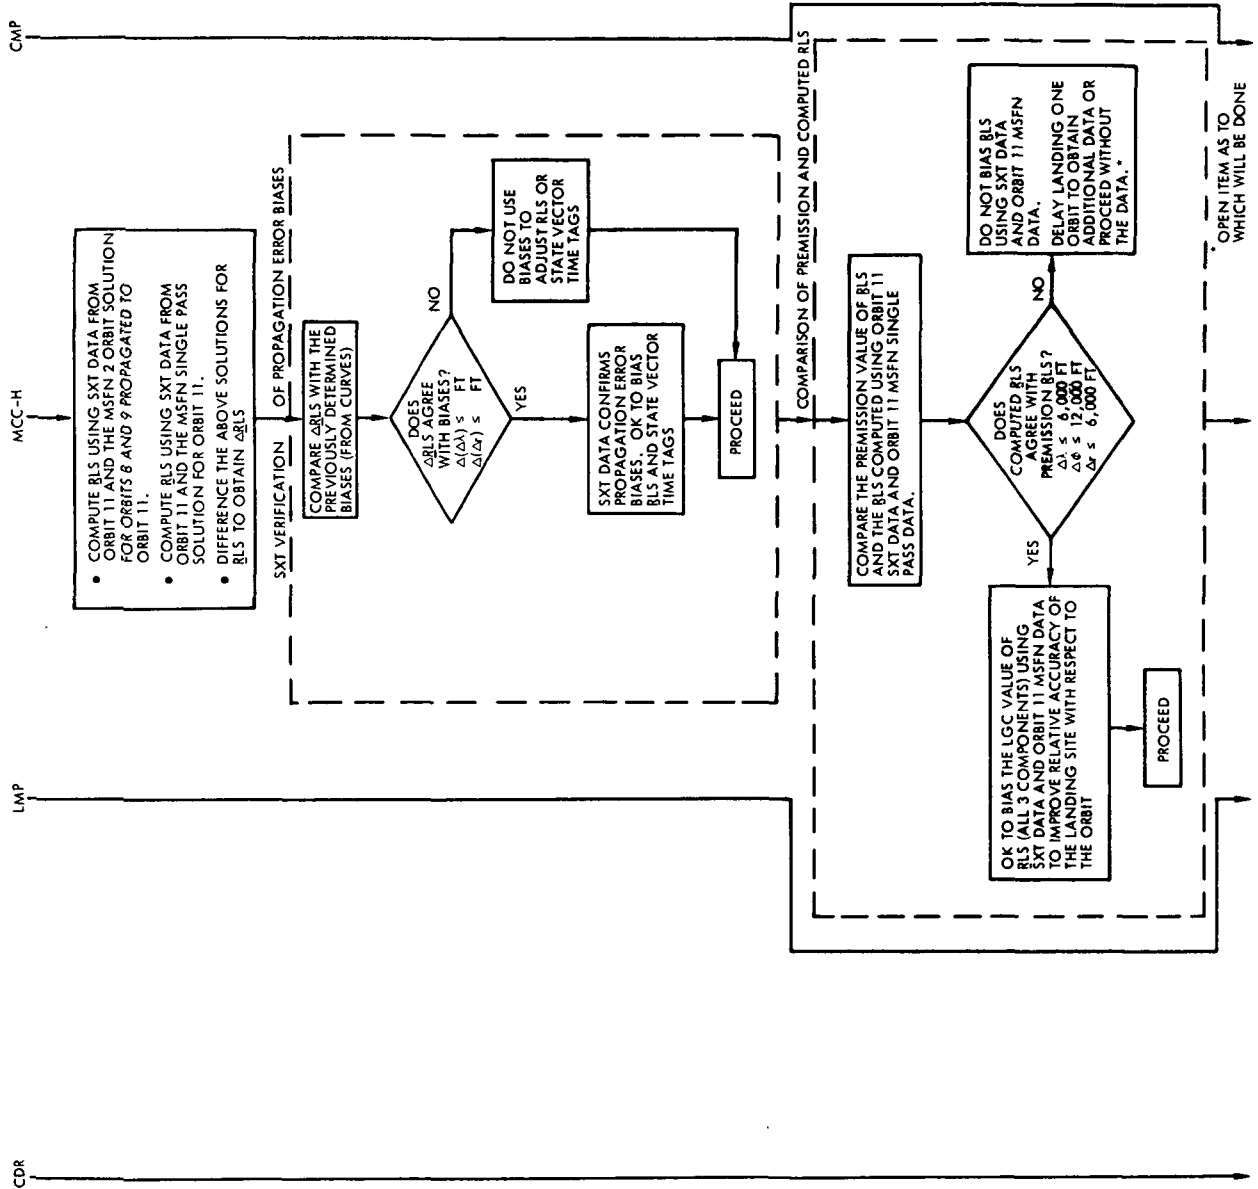 CDR
LMP
MCC-H
CMP
• COMPUTE RLS USING SXT DATA FROM
ORBIT 11 AND THE MSFN 2 ORBIT SOLUTION
FOR ORBITS 8 AND 9 PROPAGATED TO
ORBIT 11.
• COMPUTE RLS USING SXT DATA FROM
ORBIT 11 AND THE MSFN SINGLE PASS
SOLUTION FOR ORBIT 11.
• DIFFERENCE THE ABOVE SOLUTIONS FOR
RLS TO OBTAIN ΔRLS
SXT VERIFICATION OF PROPAGATION ERROR BIASES
COMPARE ΔRLS WITH THE
PREVIOUSLY DETERMINED
BIASES (FROM CURVES)
DOES
ΔRLS AGREE
WITH BIASES?
Δ(Δλ) ≤ FT
Δ(Δr) ≤ FT
NO
DO NOT USE
BIASES TO
ADJUST RLS OR
STATE VECTOR
TIME TAGS
YES
SXT DATA CONFIRMS
PROPAGATION ERROR
BIASES. OK TO BIAS
RLS AND STATE VECTOR
TIME TAGS
PROCEED
COMPARISON OF PREMISSION AND COMPUTED RLS
COMPARE THE PREMISSION VALUE OF RLS
AND THE RLS COMPUTED USING ORBIT 11
SXT DATA AND ORBIT 11 MSFN SINGLE
PASS DATA.
DOES
COMPUTED RLS
AGREE WITH
PREMISSION RLS?
Δλ ≤ 6,000 FT
Δϕ ≤ 12,000 FT
Δr ≤ 6,000 FT
YES
OK TO BIAS THE LGC VALUE OF
RLS (ALL 3 COMPONENTS) USING
SXT DATA AND ORBIT 11 MSFN DATA
TO IMPROVE RELATIVE ACCURACY OF
THE LANDING SITE WITH RESPECT TO
THE ORBIT
PROCEED
NO
DO NOT BIAS RLS
USING SXT DATA
AND ORBIT 11 MSFN
DATA.
DELAY LANDING ONE
ORBIT TO OBTAIN
ADDITIONAL DATA OR
PROCEED WITHOUT
THE DATA.*
* OPEN ITEM AS TO
WHICH WILL BE DONE